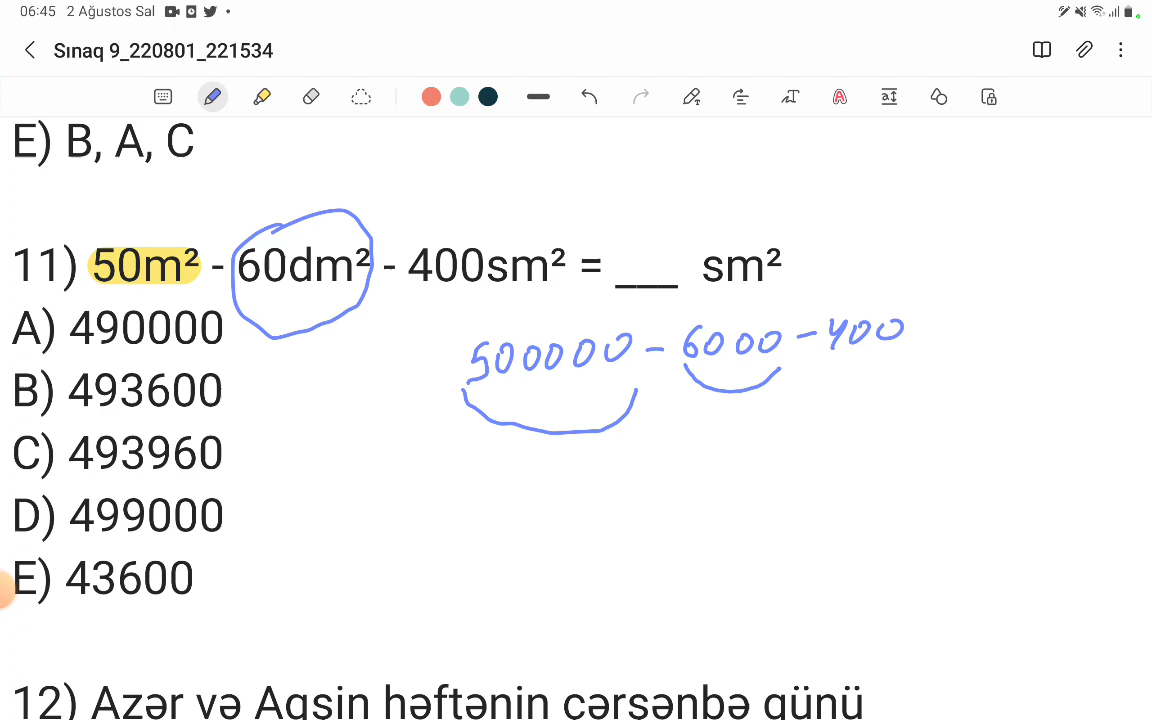 06:45 2 Ağustos Sal
Sınaq 9_220801_221534
E) B, A, C
11) 50m² - 60dm² - 400sm² = ___ sm²
A) 490000
500000 - 6000 - 400
B) 493600
C) 493960
D) 499000
E) 43600
12) Azər və Aqşin həftənin çərşənbə günü